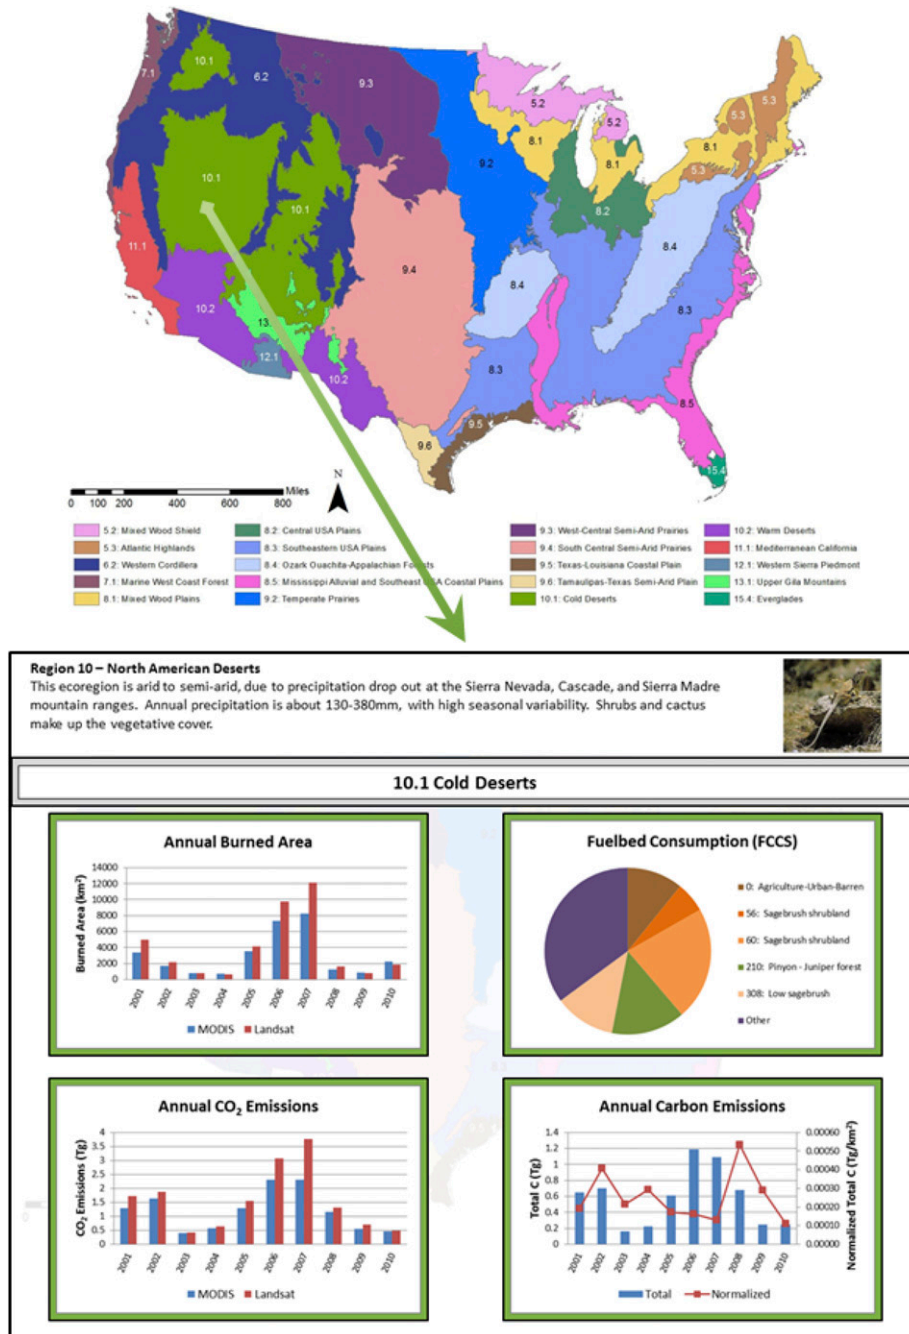 10.1
7.1
6.2
9.3
5.2
5.2
5.3
5.3
8.1
8.1
8.1
5.3
9.2
10.1
10.1
8.2
11.1
9.4
8.4
8.4
10.2
13.
8.3
12.1
10.2
8.3
9.5
8.5
9.6
15.4
N
Miles
0 100 200 400 600 800
5.2: Mixed Wood Shield
5.3: Atlantic Highlands
6.2: Western Cordillera
7.1: Marine West Coast Forest
8.1: Mixed Wood Plains
8.2: Central USA Plains
8.3: Southeastern USA Plains
8.4: Ozark Ouachita-Appalachian Forests
8.5: Mississippi Alluvial and Southeast USA Coastal Plains
9.2: Temperate Prairies
9.3: West-Central Semi-Arid Prairies
9.4: South Central Semi-Arid Prairies
9.5: Texas-Louisiana Coastal Plain
9.6: Tamaulipas-Texas Semi-Arid Plain
10.1: Cold Deserts
10.2: Warm Deserts
11.1: Mediterranean California
12.1: Western Sierra Piedmont
13.1: Upper Gila Mountains
15.4: Everglades
Region 10 – North American Deserts
This ecoregion is arid to semi-arid, due to precipitation drop out at the Sierra Nevada, Cascade, and Sierra Madre
mountain ranges. Annual precipitation is about 130-380mm, with high seasonal variability. Shrubs and cactus
make up the vegetative cover.
10.1 Cold Deserts
Annual Burned Area
Burned Area (km²)
14000
12000
10000
8000
6000
4000
2000
0
2001 2002 2003 2004 2005 2006 2007 2008 2009 2010
MODIS Landsat
Fuelbed Consumption (FCCS)
0: Agriculture-Urban-Barren
56: Sagebrush shrubland
60: Sagebrush shrubland
210: Pinyon - Juniper forest
308: Low sagebrush
Other
Annual CO₂ Emissions
CO₂ Emissions (Tg)
4
3.5
3
2.5
2
1.5
1
0.5
0
2001 2002 2003 2004 2005 2006 2007 2008 2009 2010
MODIS Landsat
Annual Carbon Emissions
Total C (Tg)
1.4
1.2
1
0.8
0.6
0.4
0.2
0
0.00060
0.00050
0.00040
0.00030
0.00020
0.00010
0.00000
Normalized Total C (Tg/km²)
2001 2002 2003 2004 2005 2006 2007 2008 2009 2010
Total Normalized